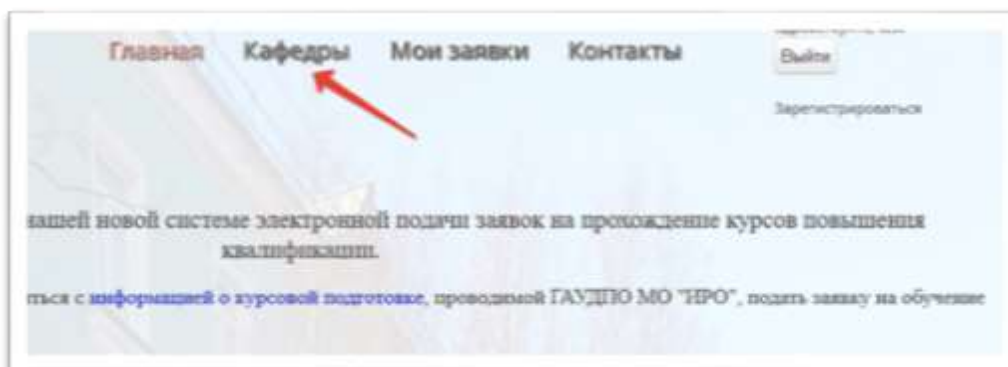 Главная Кафедры Мои заявки Контакты
Выйти
Зарегистрироваться
нашей новой системе электронной подачи заявок на прохождение курсов повышения
квалификации.
ться с информацией о курсовой подготовке, проводимой ГАУДПО МО "ИРО", подать заявку на обучение